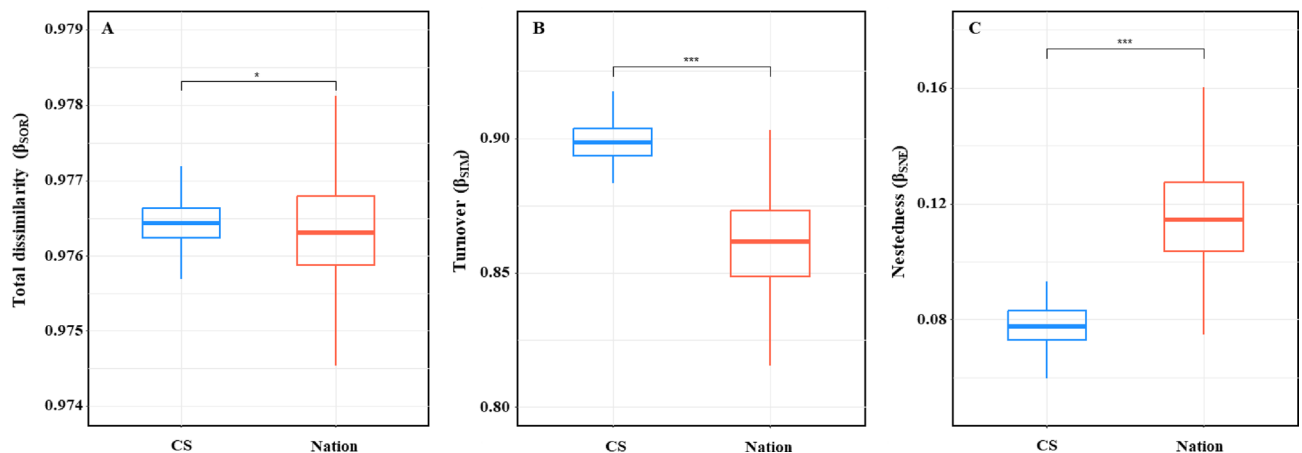 A
Total dissimilarity (βSOR)
0.979
0.978
0.977
0.976
0.975
0.974
*
CS Nation
B
Turnover (βSIM)
0.90
0.85
0.80
***
CS Nation
C
Nestedness (βSNE)
0.16
0.12
0.08
***
CS Nation